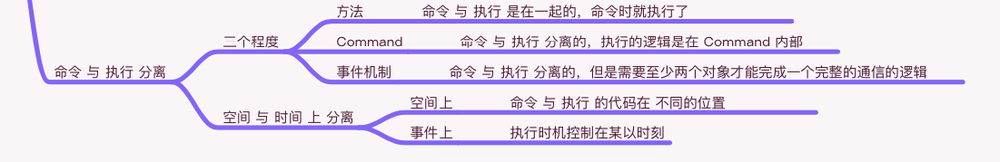 方法 命令 与 执行 是在一起的，命令时就执行了
二个程度 Command 命令 与 执行 分离的，执行的逻辑是在 Command 内部
命令 与 执行 分离 事件机制 命令 与 执行 分离的，但是需要至少两个对象才能完成一个完整的通信的逻辑
空间上 命令 与 执行 的代码在 不同的位置
空间 与 时间 上 分离
事件上 执行时机控制在某以时刻